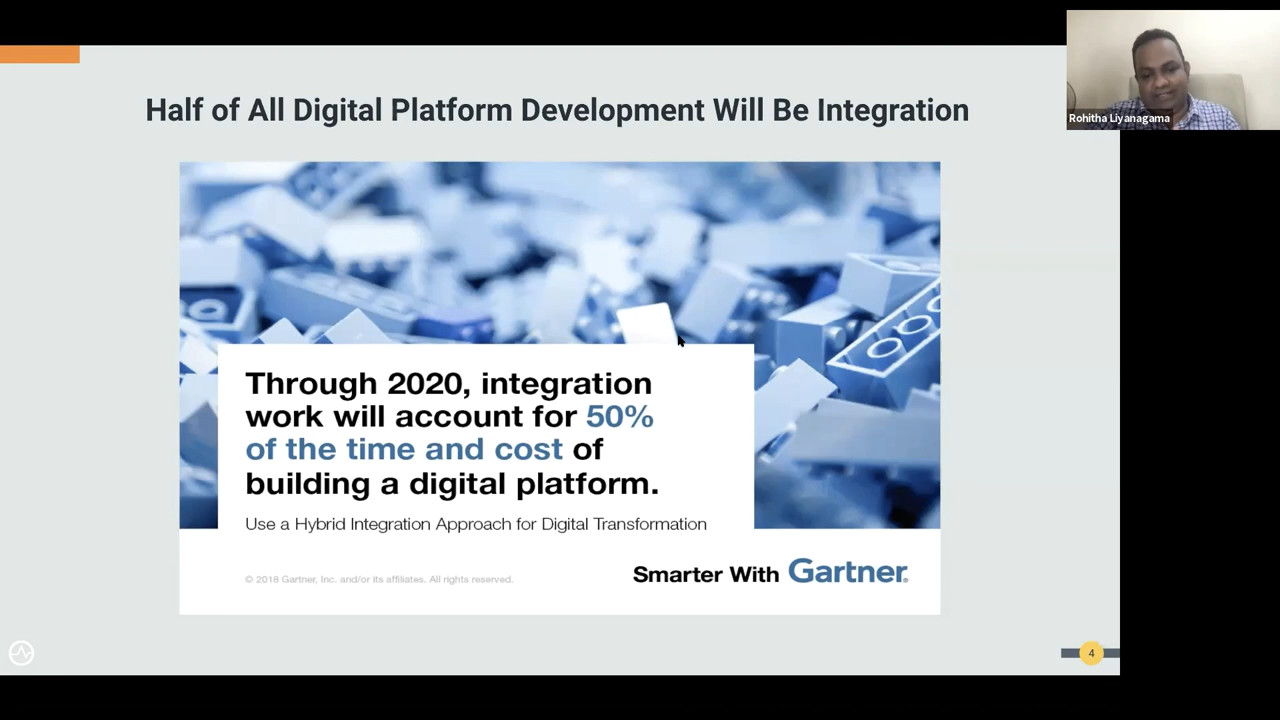 Half of All Digital Platform Development Will Be Integration
Rohitha Liyanagama
Through 2020, integration
work will account for 50%
of the time and cost of
building a digital platform.
Use a Hybrid Integration Approach for Digital Transformation
© 2018 Gartner, Inc. and/or its affiliates. All rights reserved.
Smarter With Gartner®
4